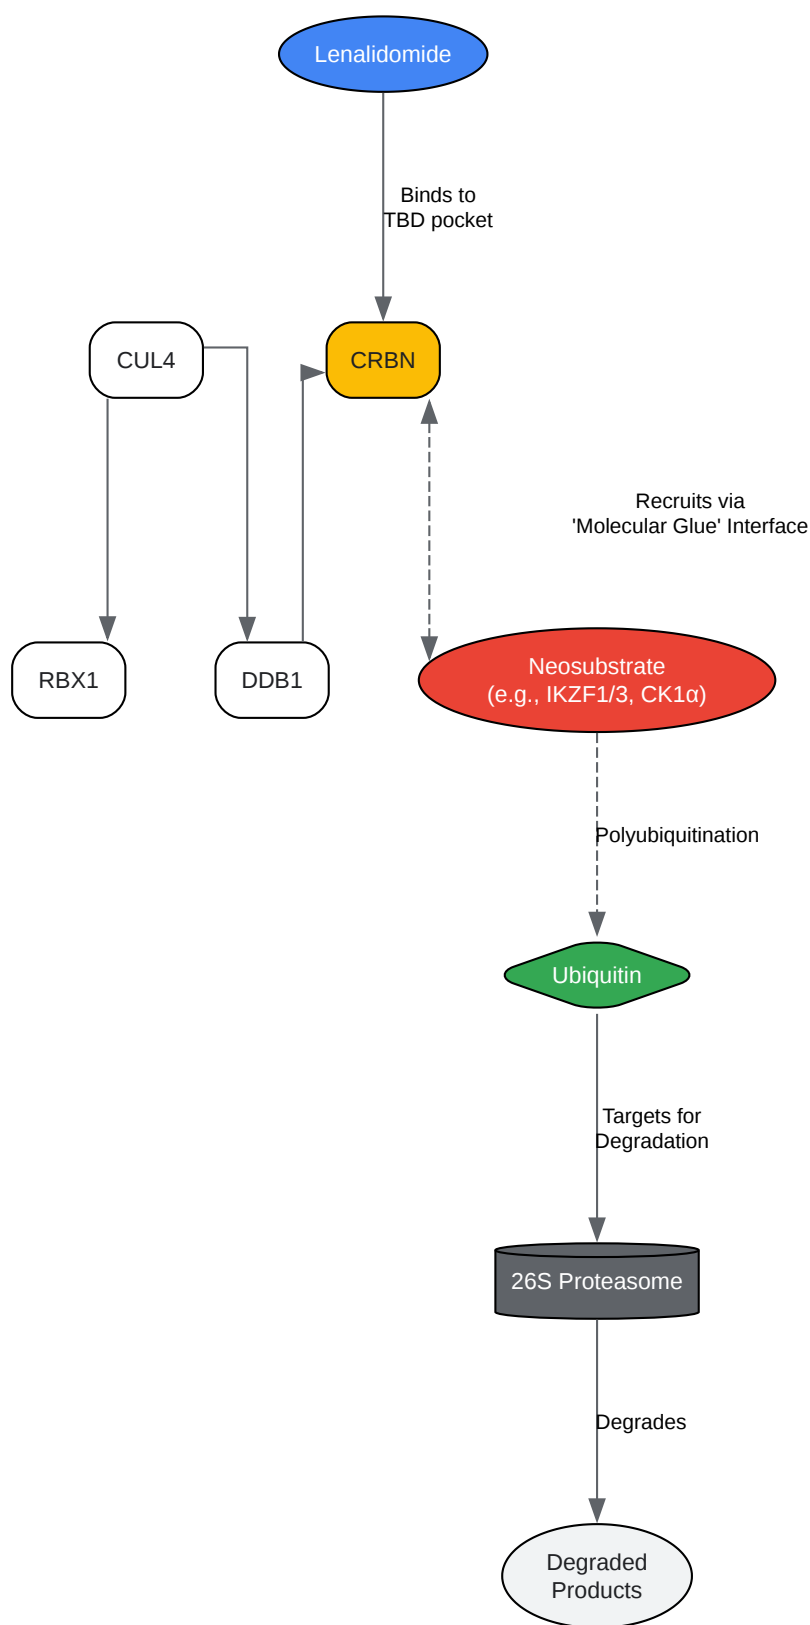 Lenalidomide
Binds to
TBD pocket
CUL4
CRBN
Recruits via
'Molecular Glue' Interface
RBX1
DDB1
Neosubstrate
(e.g., IKZF1/3, CK1α)
Polyubiquitination
Ubiquitin
Targets for
Degradation
26S Proteasome
Degrades
Degraded
Products